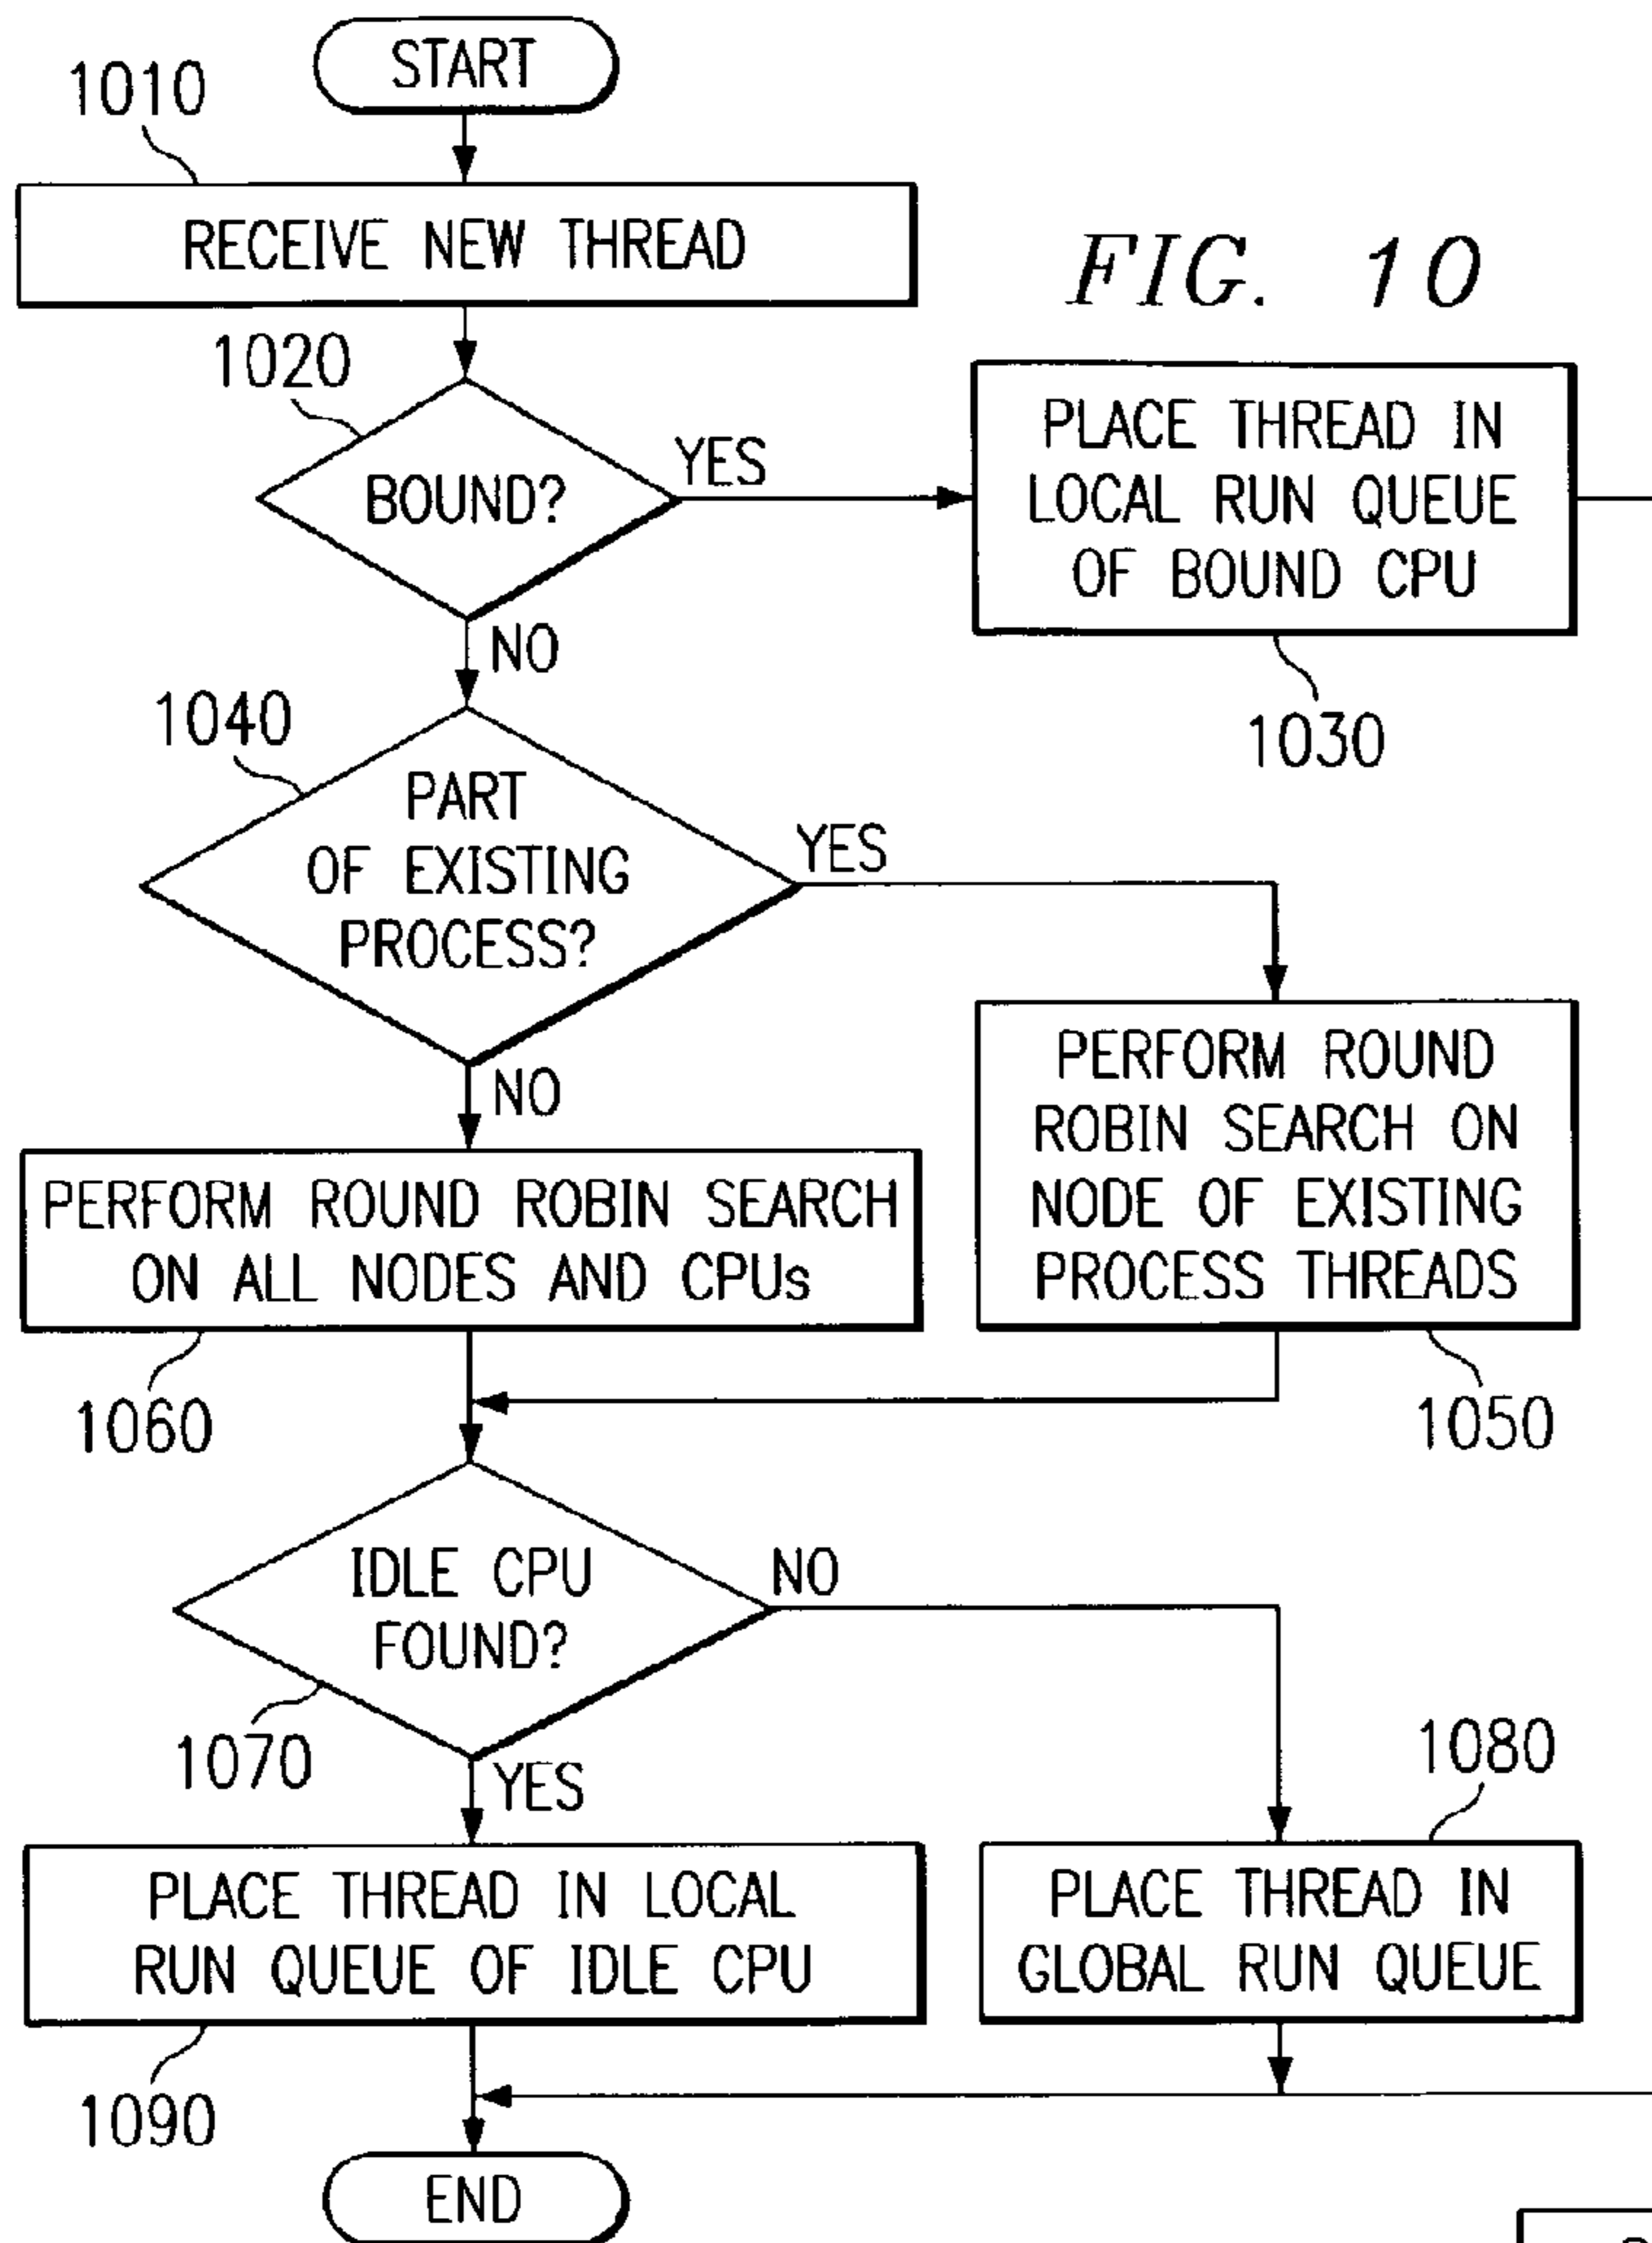 START
1010
RECEIVE NEW THREAD
FIG. 10
1020
BOUND?
YES
PLACE THREAD IN
LOCAL RUN QUEUE
OF BOUND CPU
1030
NO
1040
PART
OF EXISTING
PROCESS?
YES
PERFORM ROUND
ROBIN SEARCH ON
NODE OF EXISTING
PROCESS THREADS
1050
NO
PERFORM ROUND ROBIN SEARCH
ON ALL NODES AND CPUs
1060
IDLE CPU
FOUND?
1070
NO
1080
PLACE THREAD IN
GLOBAL RUN QUEUE
YES
PLACE THREAD IN LOCAL
RUN QUEUE OF IDLE CPU
1090
END